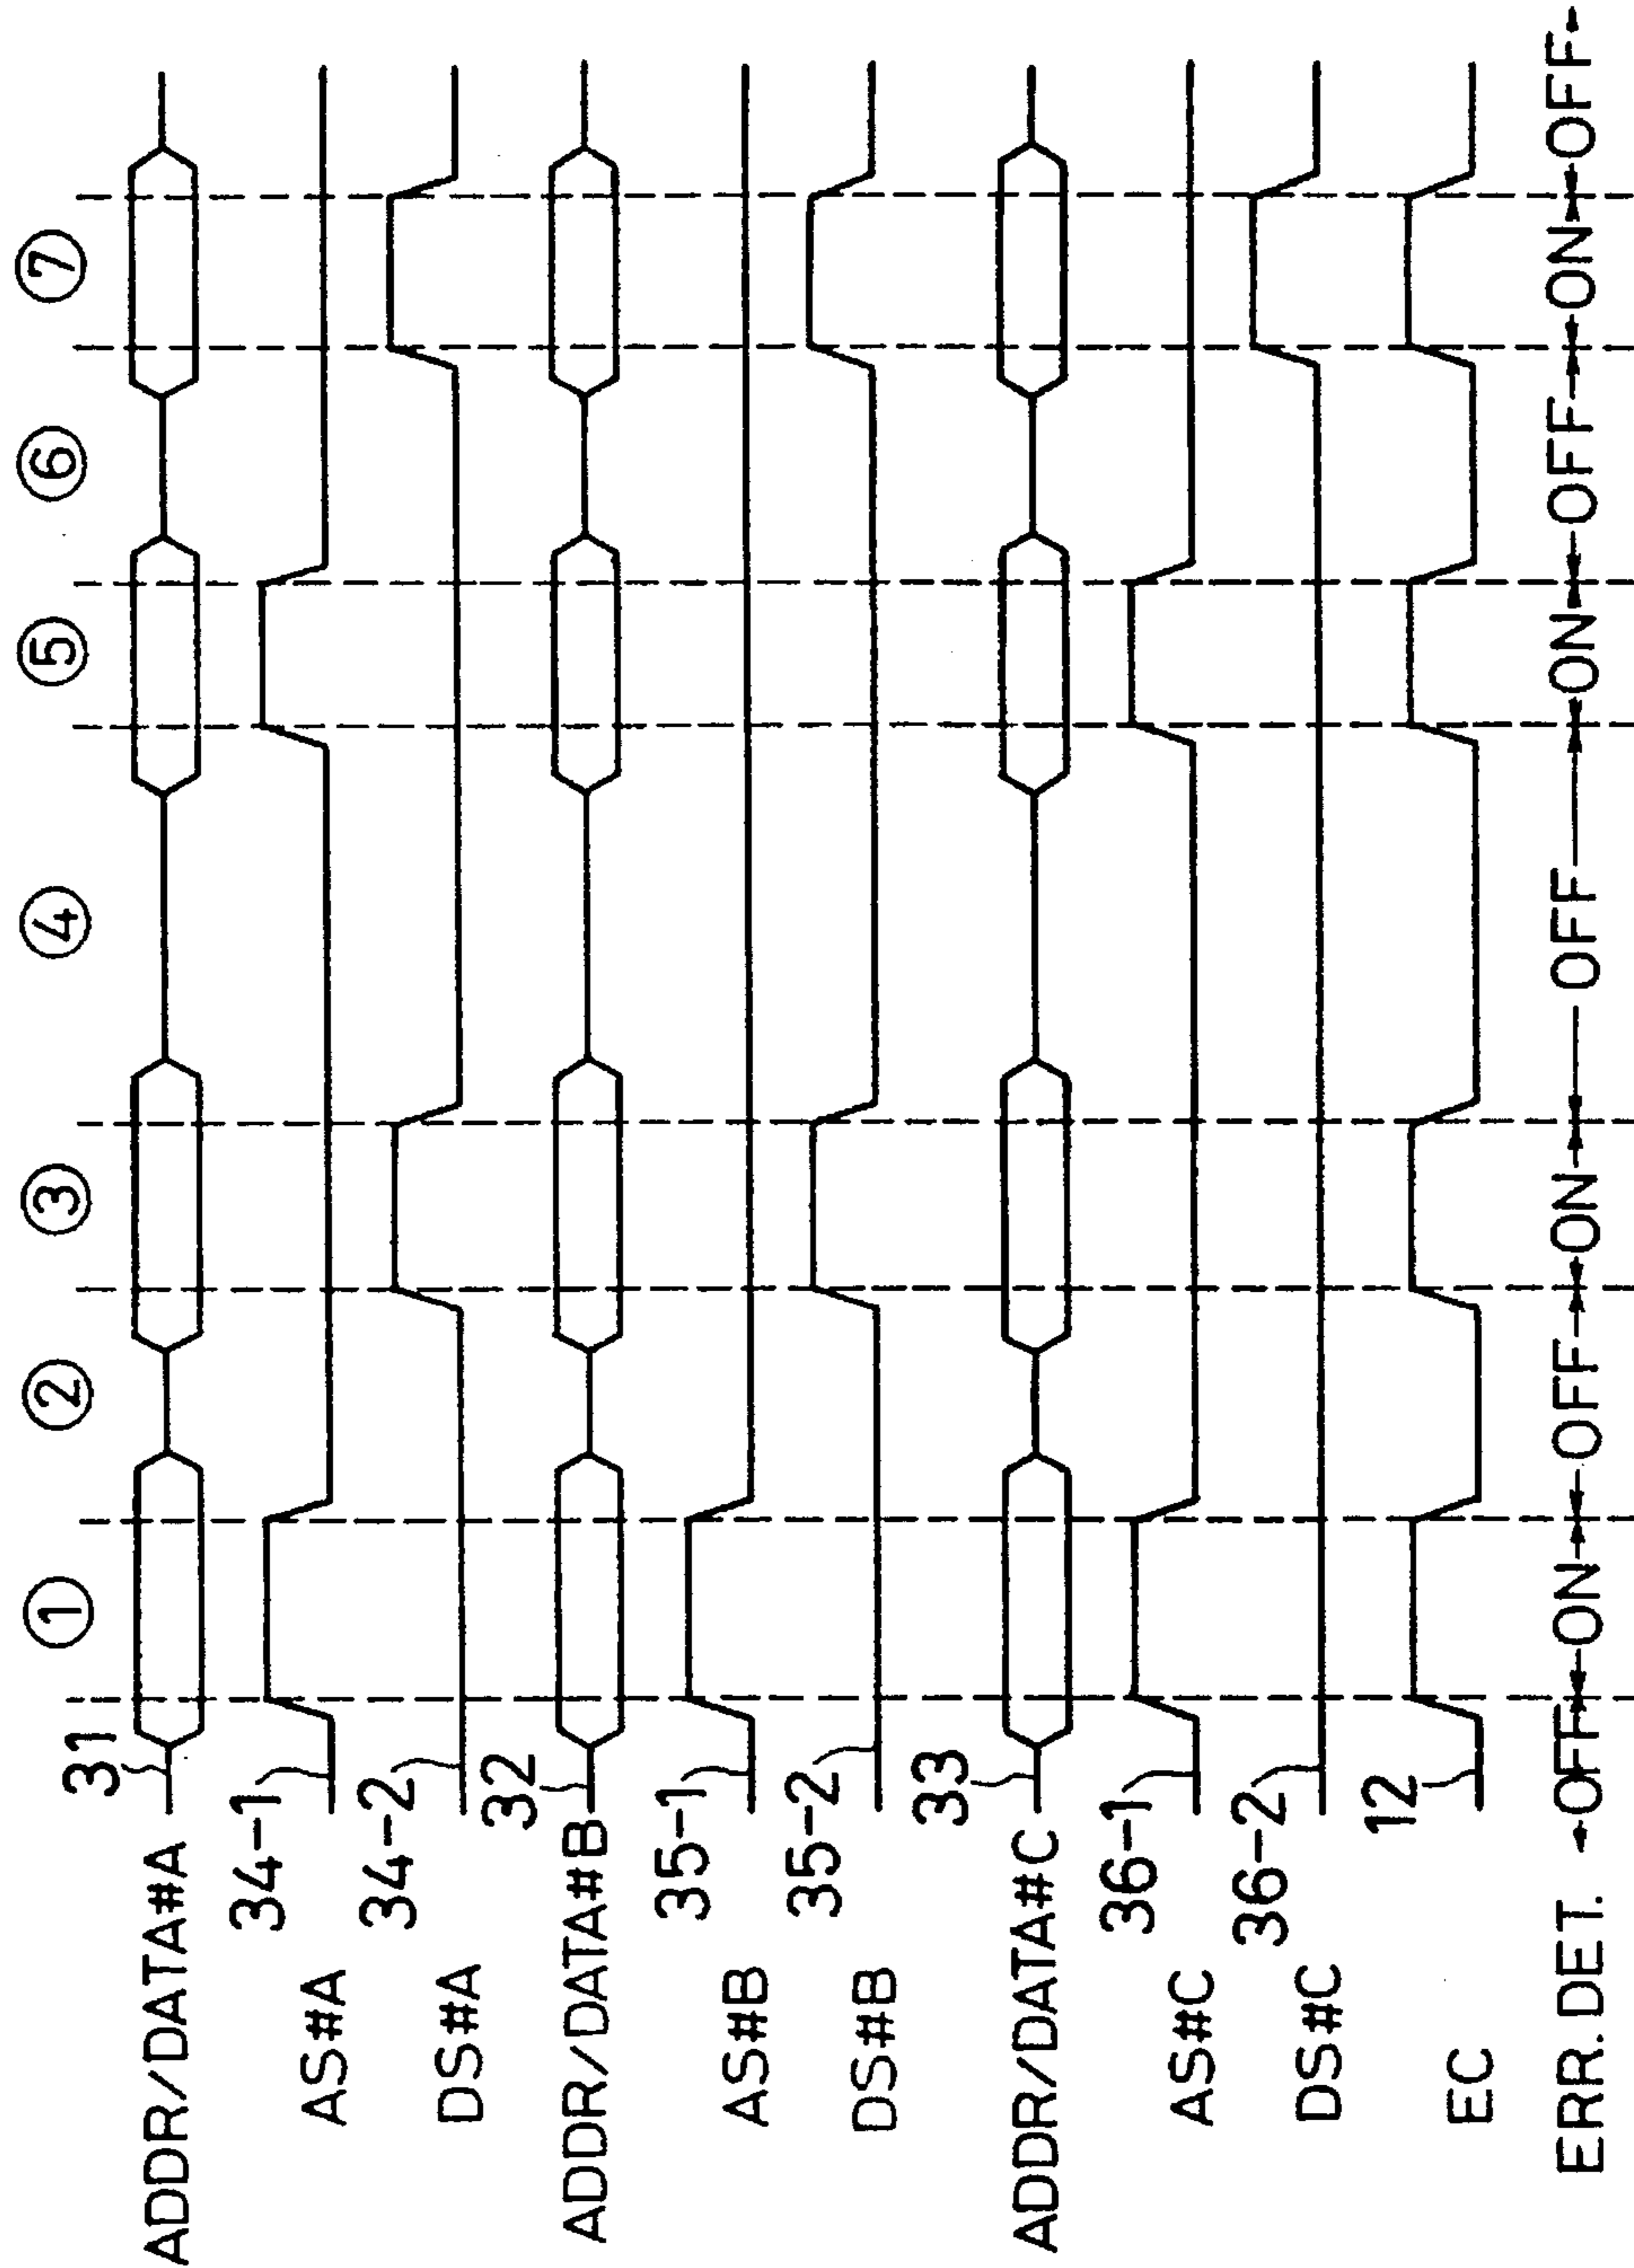 ① ② ③ ④ ⑤ ⑥ ⑦
ADDR/DATA#A 31
34-1
AS#A
34-2
DS#A
ADDR/DATA#B 32
35-1
AS#B
35-2
DS#B
ADDR/DATA#C 33
36-1
AS#C
36-2
DS#C
12
EC
ERR.DET. OFF ON OFF ON OFF ON OFF ON OFF